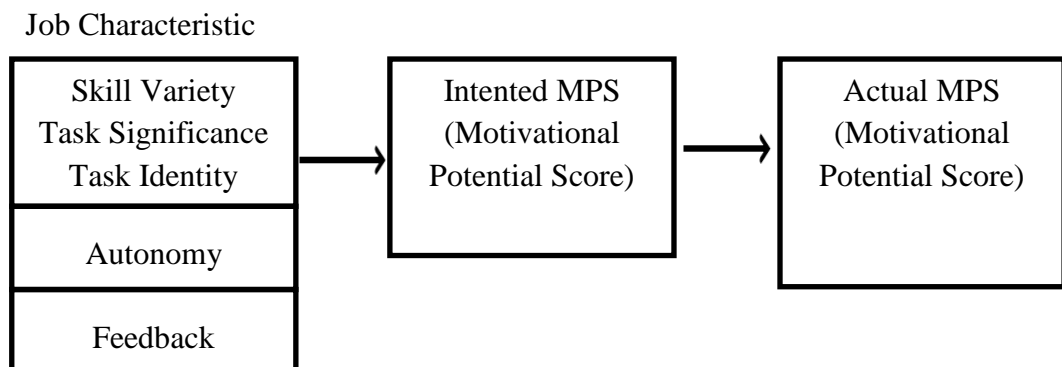 Job Characteristic
Skill Variety
Task Significance
Task Identity
Autonomy
Feedback
Intented MPS
(Motivational
Potential Score)
Actual MPS
(Motivational
Potential Score)